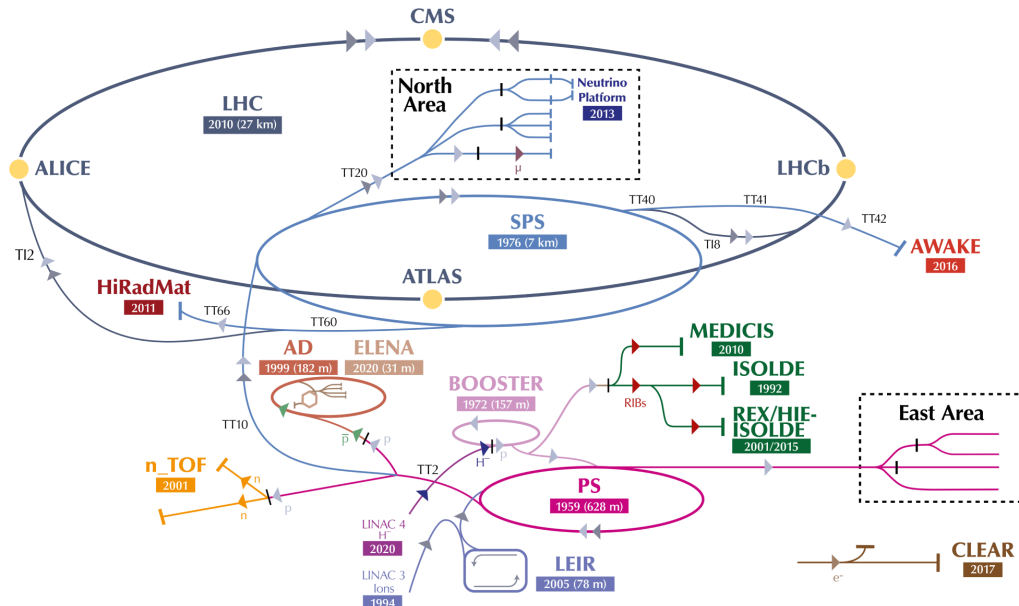 CMS
North
Area
Neutrino
Platform
2013
LHC
2010 (27 km)
μ
ALICE
LHCb
TT20
TT40
TT41
TT42
SPS
1976 (7 km)
TI8
TI2
AWAKE
2016
ATLAS
HiRadMat
2011
TT66
TT60
MEDICIS
2010
AD
1999 (182 m)
ELENA
2020 (31 m)
BOOSTER
1972 (157 m)
ISOLDE
1992
RIBs
REX/HIE-
ISOLDE
2001/2015
East Area
TT10
p̅
p
H⁻
p
TT2
n_TOF
2001
n
n
p
PS
1959 (628 m)
LINAC 4
H⁻
2020
LEIR
2005 (78 m)
LINAC 3
Ions
1994
CLEAR
2017
e⁻